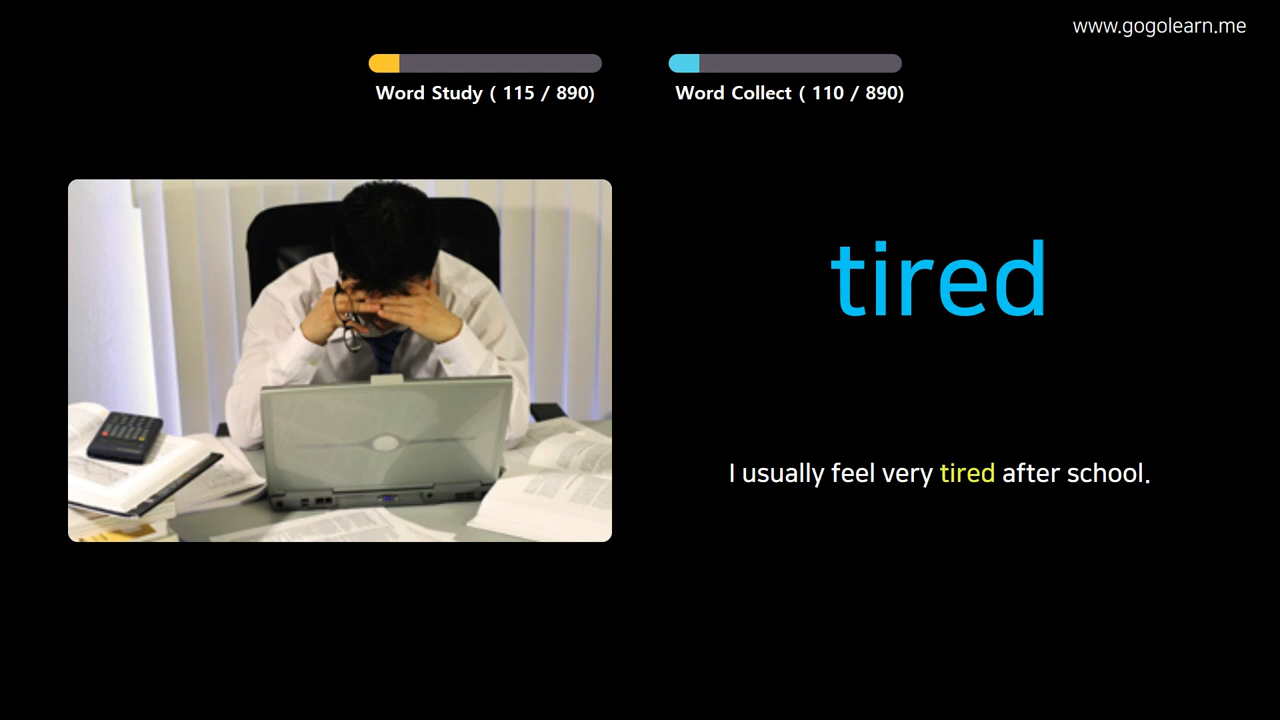 www.gogolearn.me
Word Study ( 115 / 890)
Word Collect ( 110 / 890)
tired
I usually feel very tired after school.